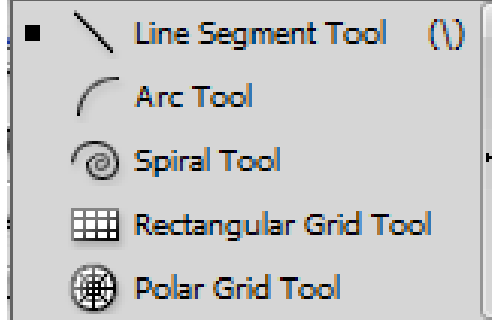 Line Segment Tool (\)
Arc Tool
Spiral Tool
Rectangular Grid Tool
Polar Grid Tool